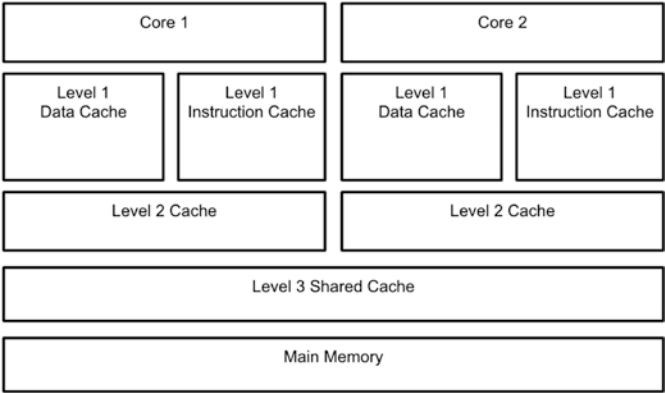 Core 1
Core 2
Level 1
Data Cache
Level 1
Instruction Cache
Level 1
Data Cache
Level 1
Instruction Cache
Level 2 Cache
Level 2 Cache
Level 3 Shared Cache
Main Memory